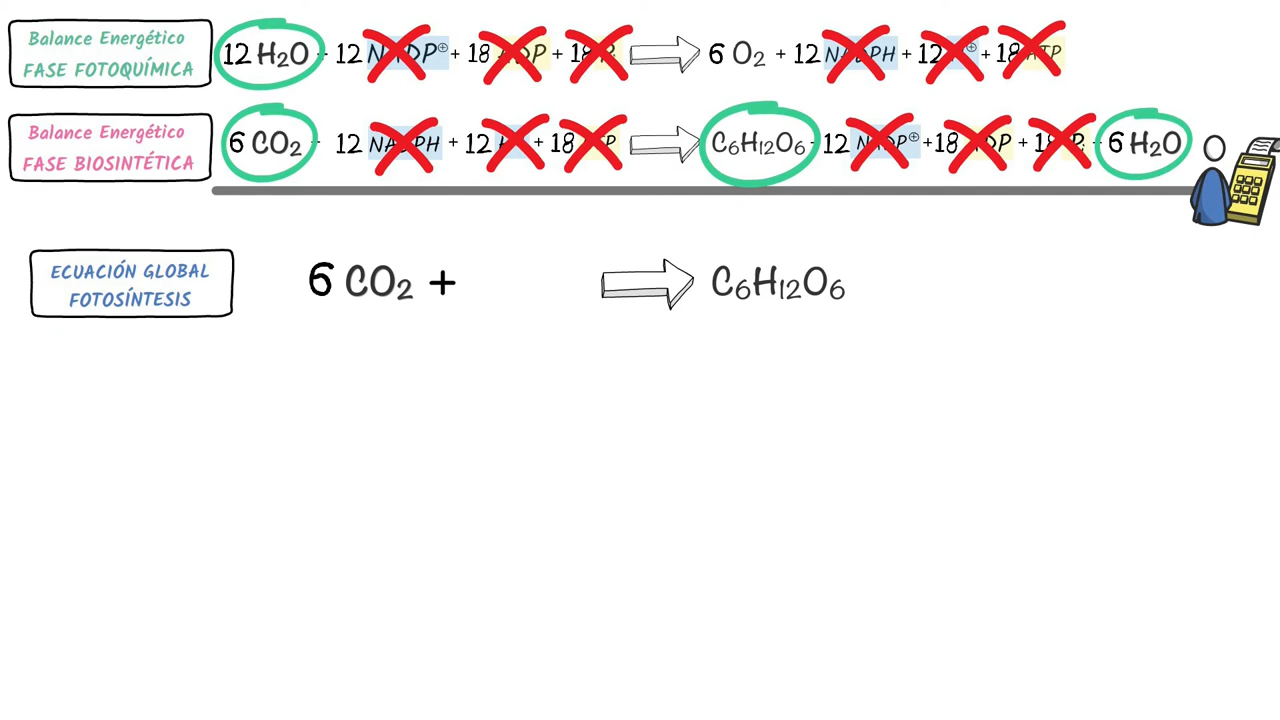 Balance Energético
FASE FOTOQUÍMICA
12 H₂O + 12 NADP⊕ + 18 ADP + 18 6 O₂ + 12 NADPH + 12 + 18 ATP
Balance Energético
FASE BIOSINTÉTICA
6 CO₂ + 12 NADPH + 12 + 18 ATP C₆H₁₂O₆ + 12 NADP⊕ + 18 ADP + 18 + 6 H₂O
ECUACIÓN GLOBAL
FOTOSÍNTESIS
6 CO₂ + C₆H₁₂O₆